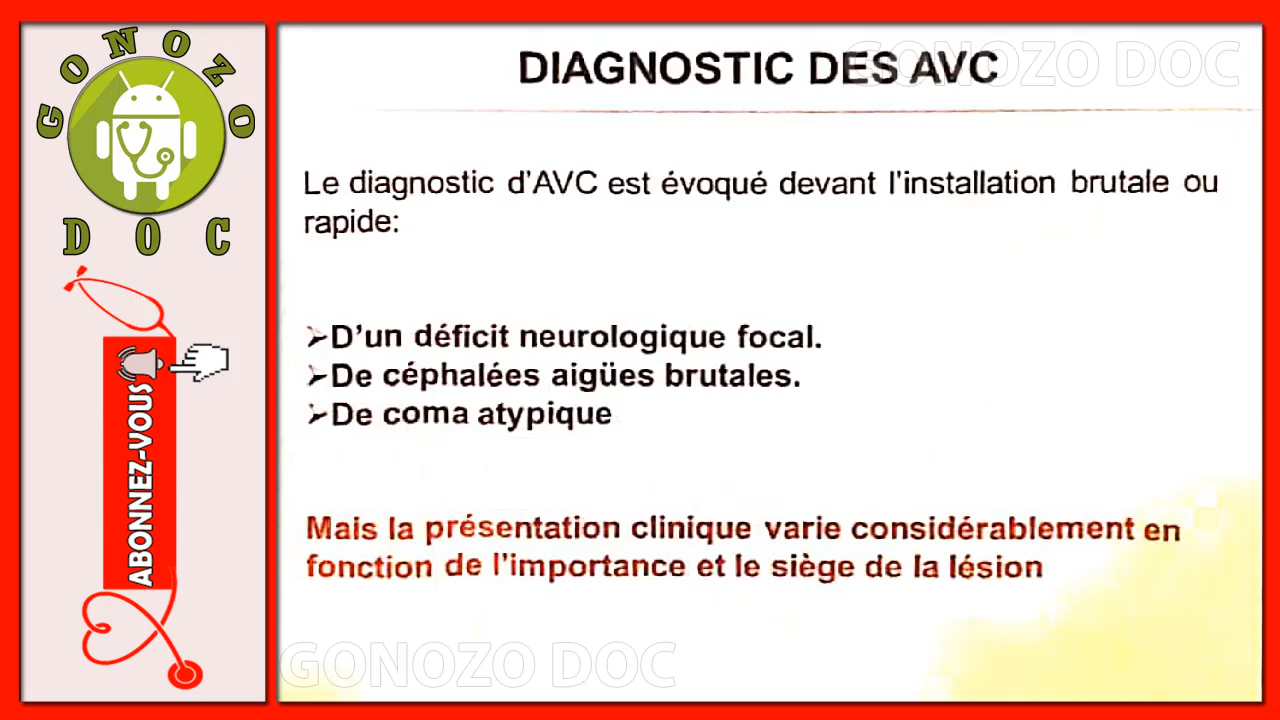 GONOZO
DOC
ABONNEZ-VOUS
DIAGNOSTIC DES AVC
GONOZO DOC
Le diagnostic d'AVC est évoqué devant l'installation brutale ou
rapide:
➢D'un déficit neurologique focal.
➢De céphalées aigües brutales.
➢De coma atypique
Mais la présentation clinique varie considérablement en
fonction de l'importance et le siège de la lésion
GONOZO DOC